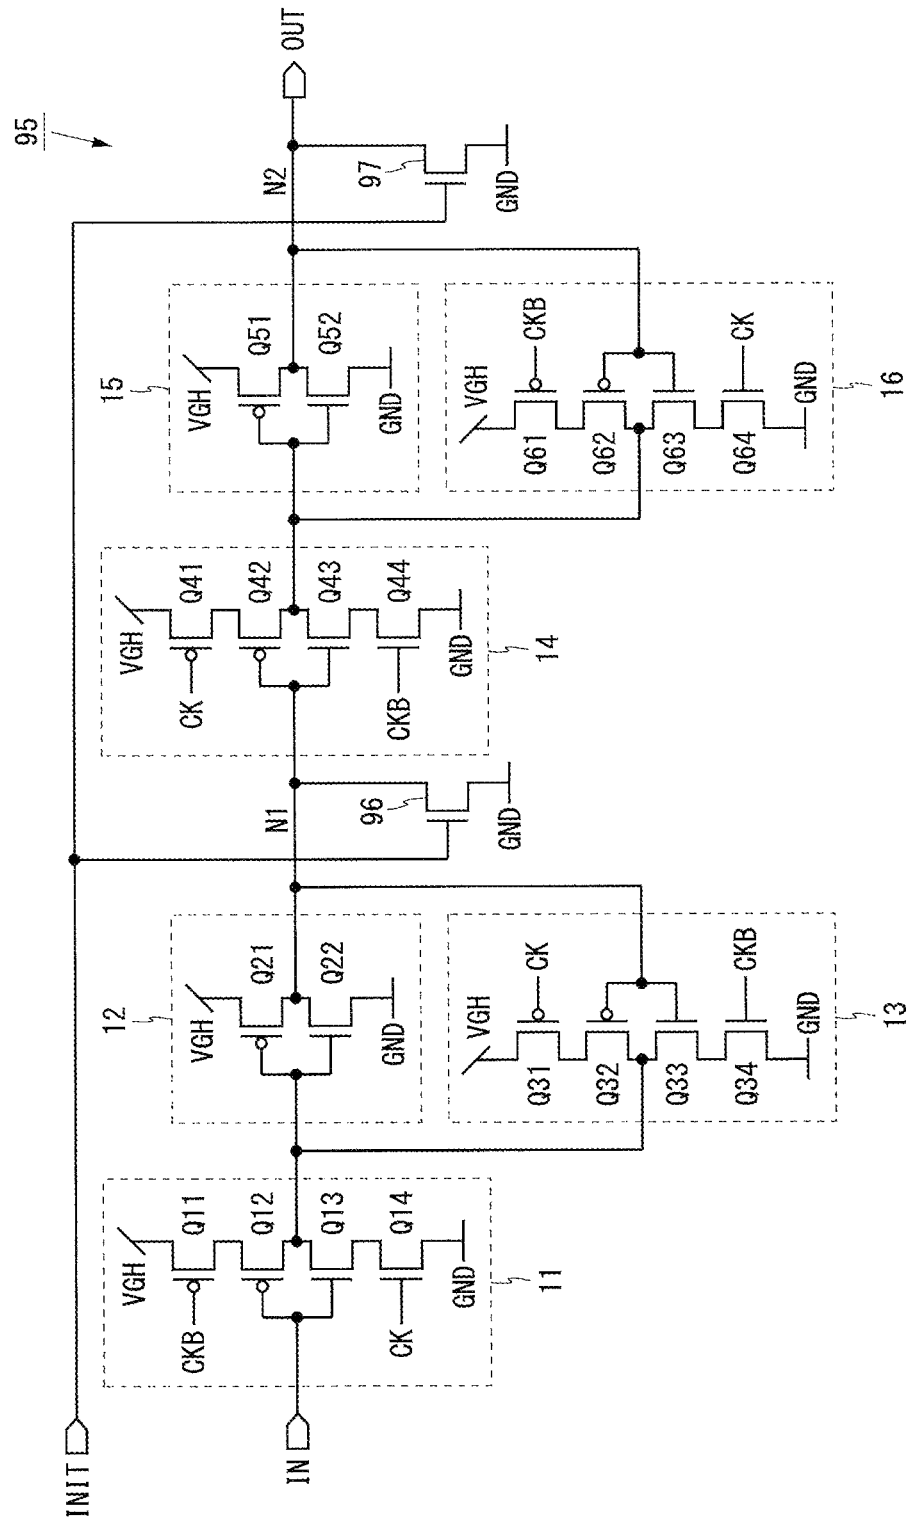 95
INIT
IN
OUT
N1
N2
11
VGH
Q11
Q12
Q13
Q14
CKB
CK
GND
12
VGH
Q21
Q22
GND
13
VGH
Q31
Q32
Q33
Q34
CK
CKB
GND
96
GND
14
VGH
Q41
Q42
Q43
Q44
CK
CKB
GND
15
VGH
Q51
Q52
GND
16
VGH
Q61
Q62
Q63
Q64
CKB
CK
GND
97
GND